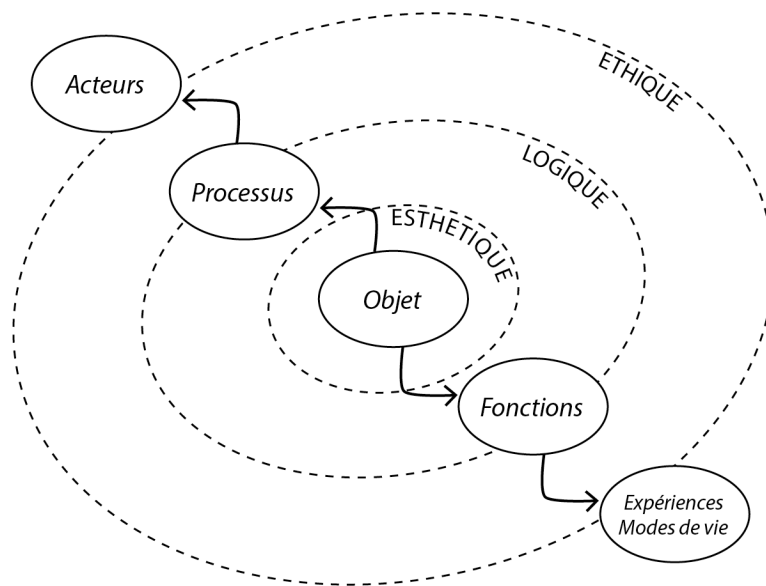 ETHIQUE
Acteurs
LOGIQUE
Processus
ESTHETIQUE
Objet
Fonctions
Expériences
Modes de vie